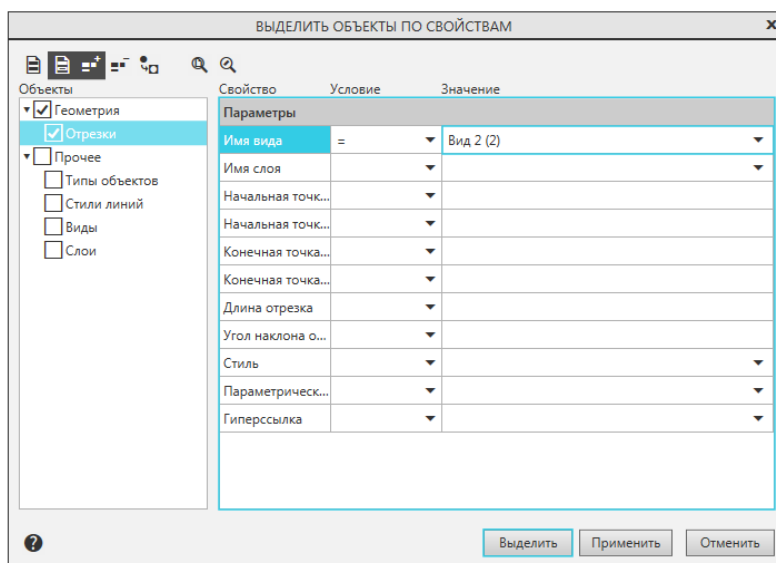 ВЫДЕЛИТЬ ОБЪЕКТЫ ПО СВОЙСТВАМ x
Объекты
Геометрия
Отрезки
Прочее
Типы объектов
Стили линий
Виды
Слои
Свойство Условие Значение
Параметры
Имя вида = Вид 2 (2)
Имя слоя
Начальная точк...
Начальная точк...
Конечная точка...
Конечная точка...
Длина отрезка
Угол наклона о...
Стиль
Параметрическ...
Гиперссылка
? Выделить Применить Отменить